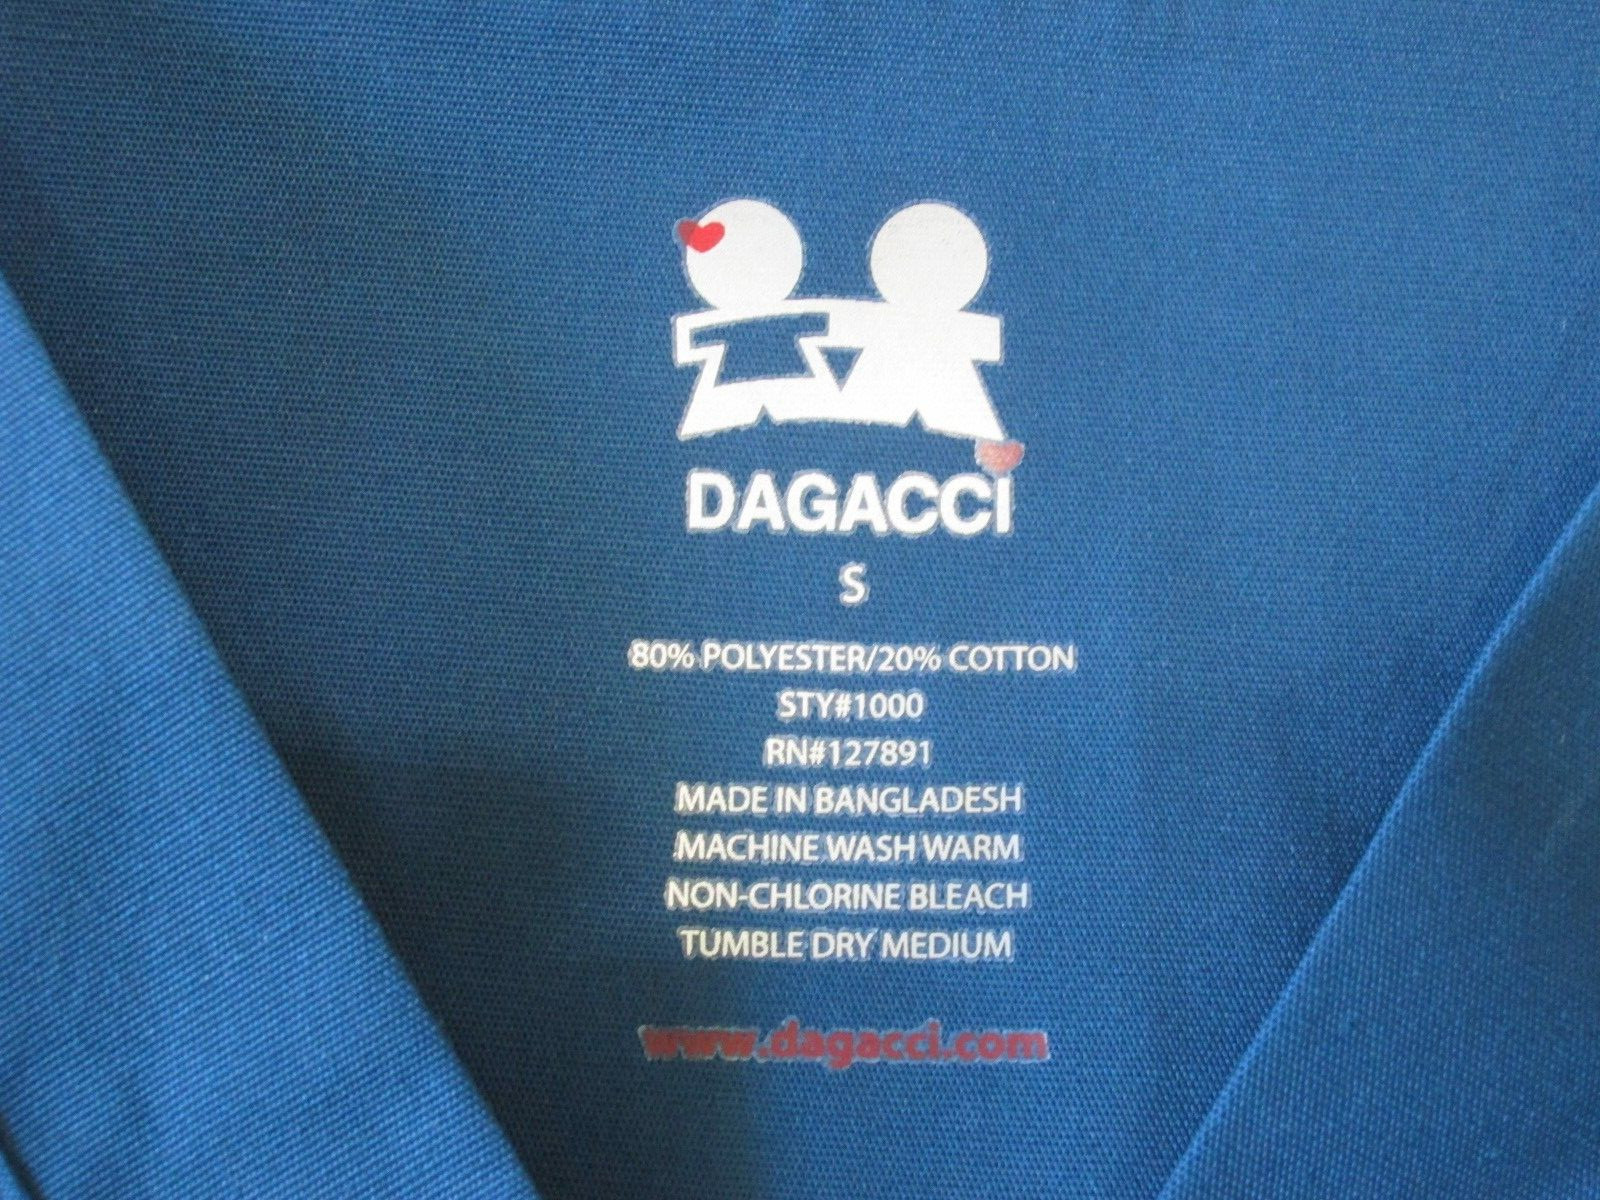 DAGACCI
S
80% POLYESTER/20% COTTON
STY#1000
RN#127891
MADE IN BANGLADESH
MACHINE WASH WARM
NON-CHLORINE BLEACH
TUMBLE DRY MEDIUM
www.dagacci.com